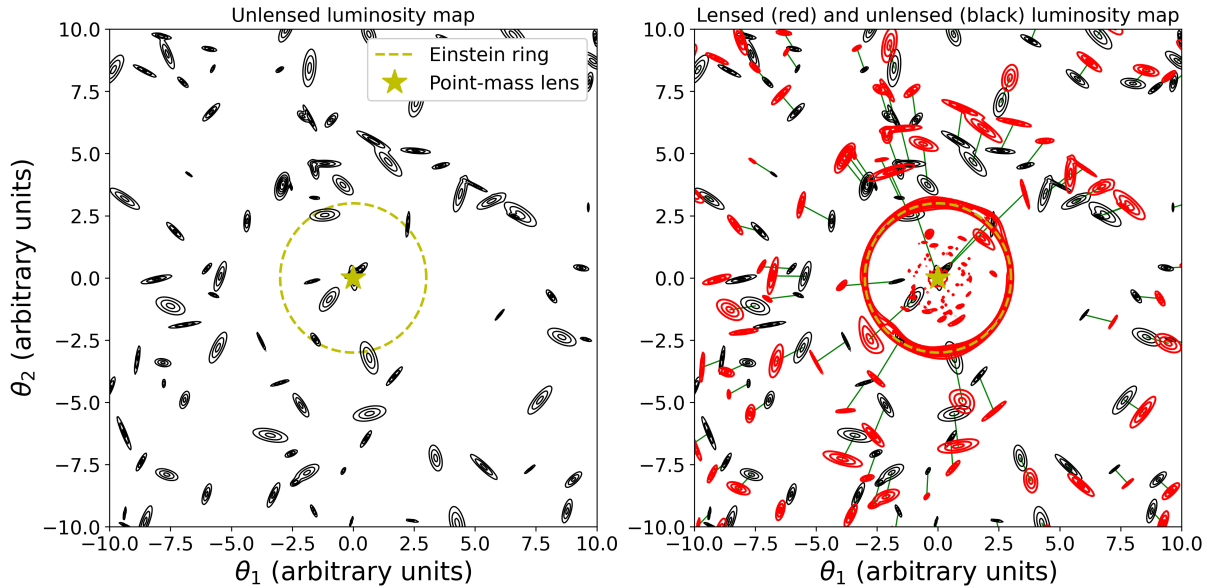 Unlensed luminosity map
Einstein ring
Point-mass lens
10.0
7.5
5.0
2.5
0.0
−2.5
−5.0
−7.5
−10.0
θ2 (arbitrary units)
−10.0 −7.5 −5.0 −2.5 0.0 2.5 5.0 7.5 10.0
θ1 (arbitrary units)
Lensed (red) and unlensed (black) luminosity map
10.0
7.5
5.0
2.5
0.0
−2.5
−5.0
−7.5
−10.0
−10.0 −7.5 −5.0 −2.5 0.0 2.5 5.0 7.5 10.0
θ1 (arbitrary units)